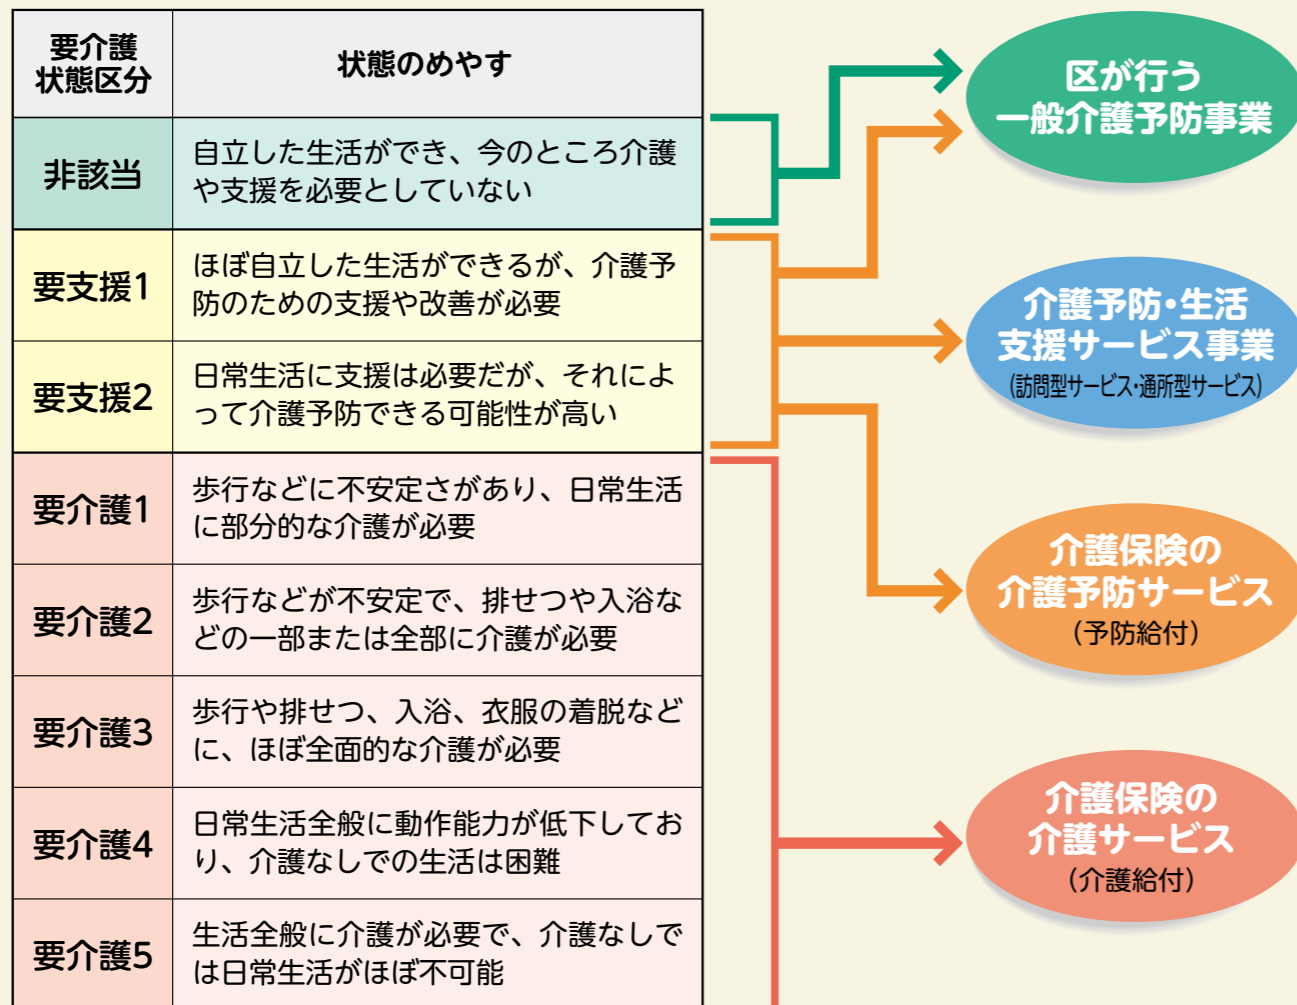 要介護
状態区分
状態のめやす
非該当
自立した生活ができ、今のところ介護
や支援を必要としていない
要支援1
ほぼ自立した生活ができるが、介護予
防のための支援や改善が必要
要支援2
日常生活に支援は必要だが、それによ
って介護予防できる可能性が高い
要介護1
歩行などに不安定さがあり、日常生活
に部分的な介護が必要
要介護2
歩行などが不安定で、排せつや入浴な
どの一部または全部に介護が必要
要介護3
歩行や排せつ、入浴、衣服の着脱など
に、ほぼ全面的な介護が必要
要介護4
日常生活全般に動作能力が低下してお
り、介護なしでの生活は困難
要介護5
生活全般に介護が必要で、介護なしで
は日常生活がほぼ不可能
区が行う
一般介護予防事業
介護予防・生活
支援サービス事業
(訪問型サービス・通所型サービス)
介護保険の
介護予防サービス
(予防給付)
介護保険の
介護サービス
(介護給付)